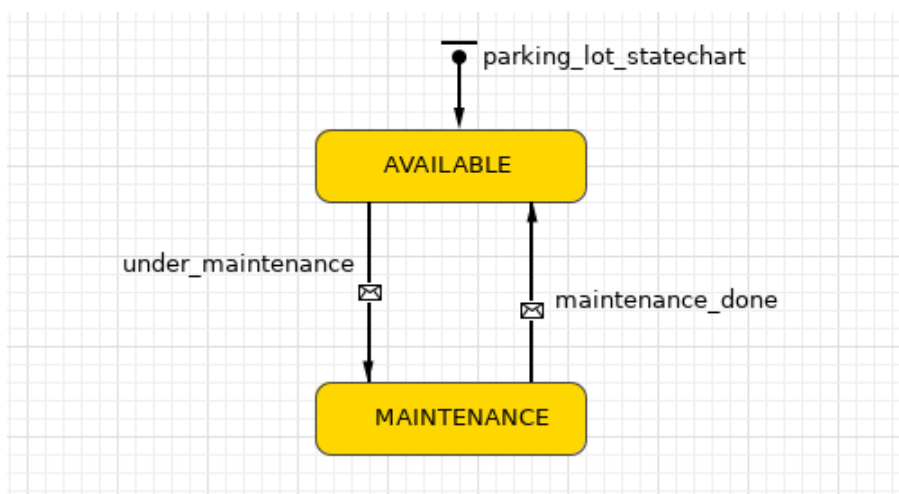 parking_lot_statechart
AVAILABLE
under_maintenance
maintenance_done
MAINTENANCE